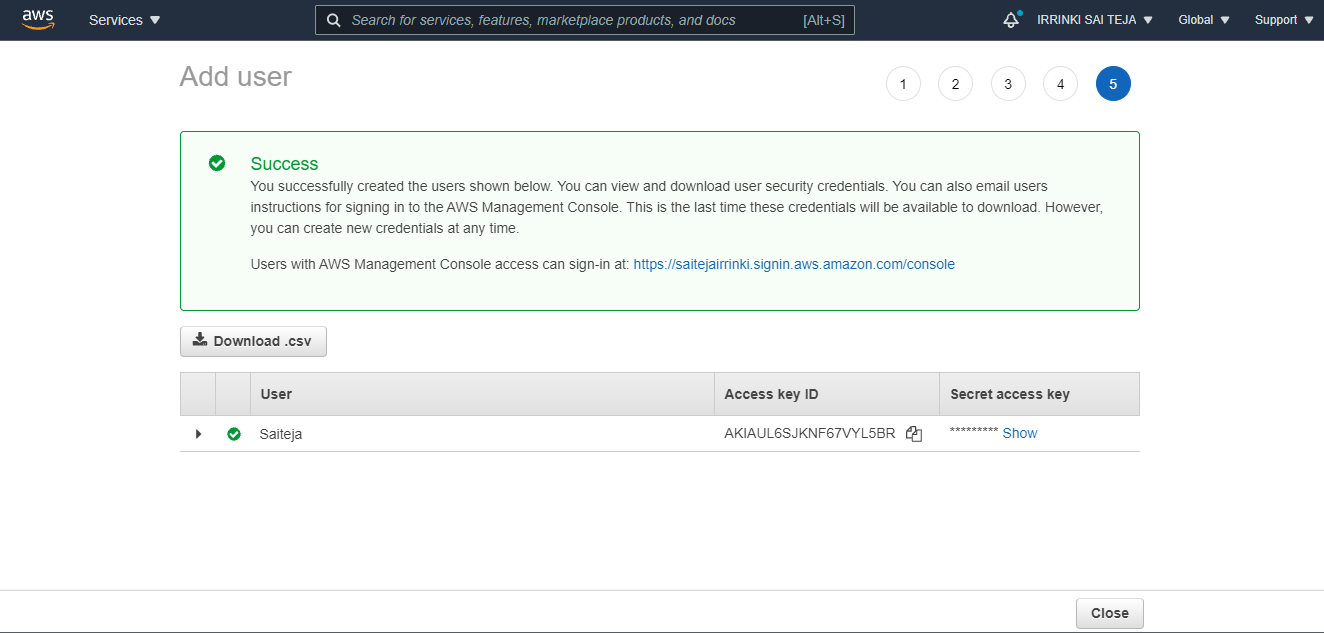 aws Services Search for services, features, marketplace products, and docs [Alt+S] IRRINKI SAI TEJA Global Support
Add user 1 2 3 4 5
Success
You successfully created the users shown below. You can view and download user security credentials. You can also email users
instructions for signing in to the AWS Management Console. This is the last time these credentials will be available to download. However,
you can create new credentials at any time.
Users with AWS Management Console access can sign-in at: https://saitejairrinki.signin.aws.amazon.com/console
Download .csv
User Access key ID Secret access key
Saiteja AKIAUL6SJKNF67VYL5BR ********* Show
Close